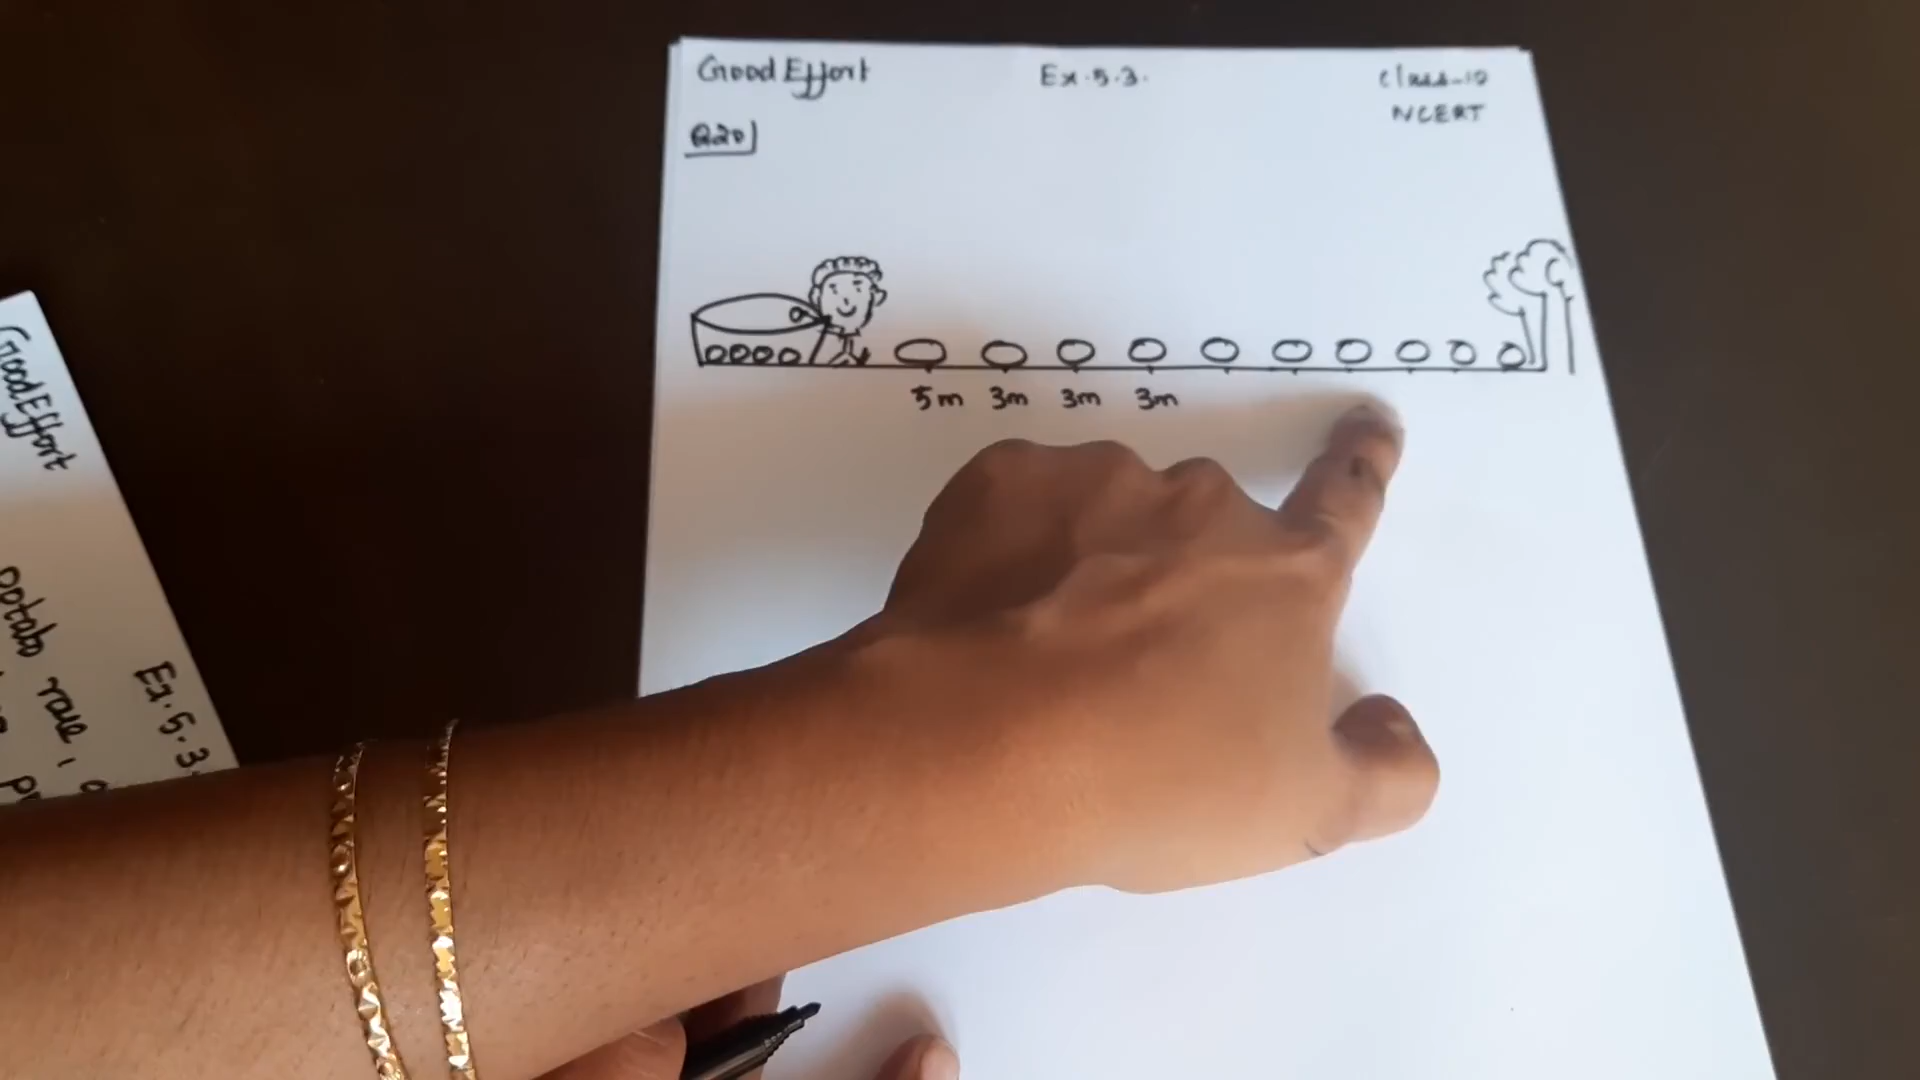 Good Effort Ex.5.3. Class-10
NCERT
Q20)
5m 3m 3m 3m
Good Effort
Ex.5.3.
potato race,